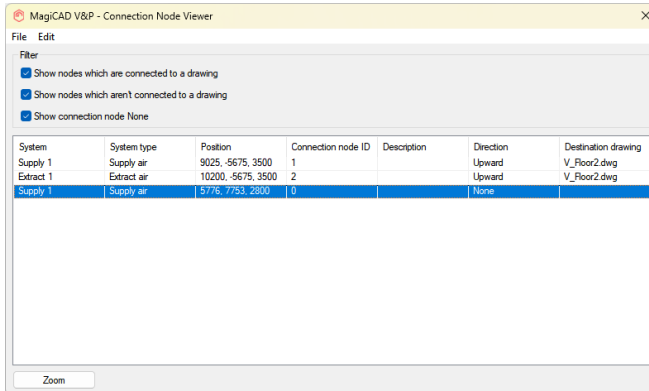 MagiCAD V&P - Connection Node Viewer
File Edit
Filter
Show nodes which are connected to a drawing
Show nodes which aren't connected to a drawing
Show connection node None
System System type Position Connection node ID Description Direction Destination drawing
Supply 1 Supply air 9025, -5675, 3500 1 Upward V_Floor2.dwg
Extract 1 Extract air 10200, -5675, 3500 2 Upward V_Floor2.dwg
Supply 1 Supply air 5776, 7753, 2800 0 None
Zoom